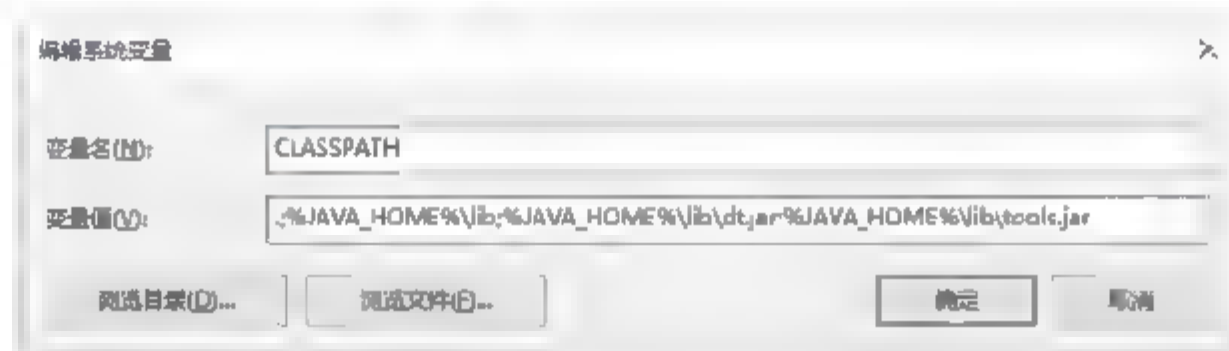 编辑系统变量
变量名(N):
CLASSPATH
变量值(V):
.;%JAVA_HOME%\lib;%JAVA_HOME%\lib\dt.jar;%JAVA_HOME%\lib\tools.jar
浏览目录(D)...
浏览文件(F)...
确定
取消